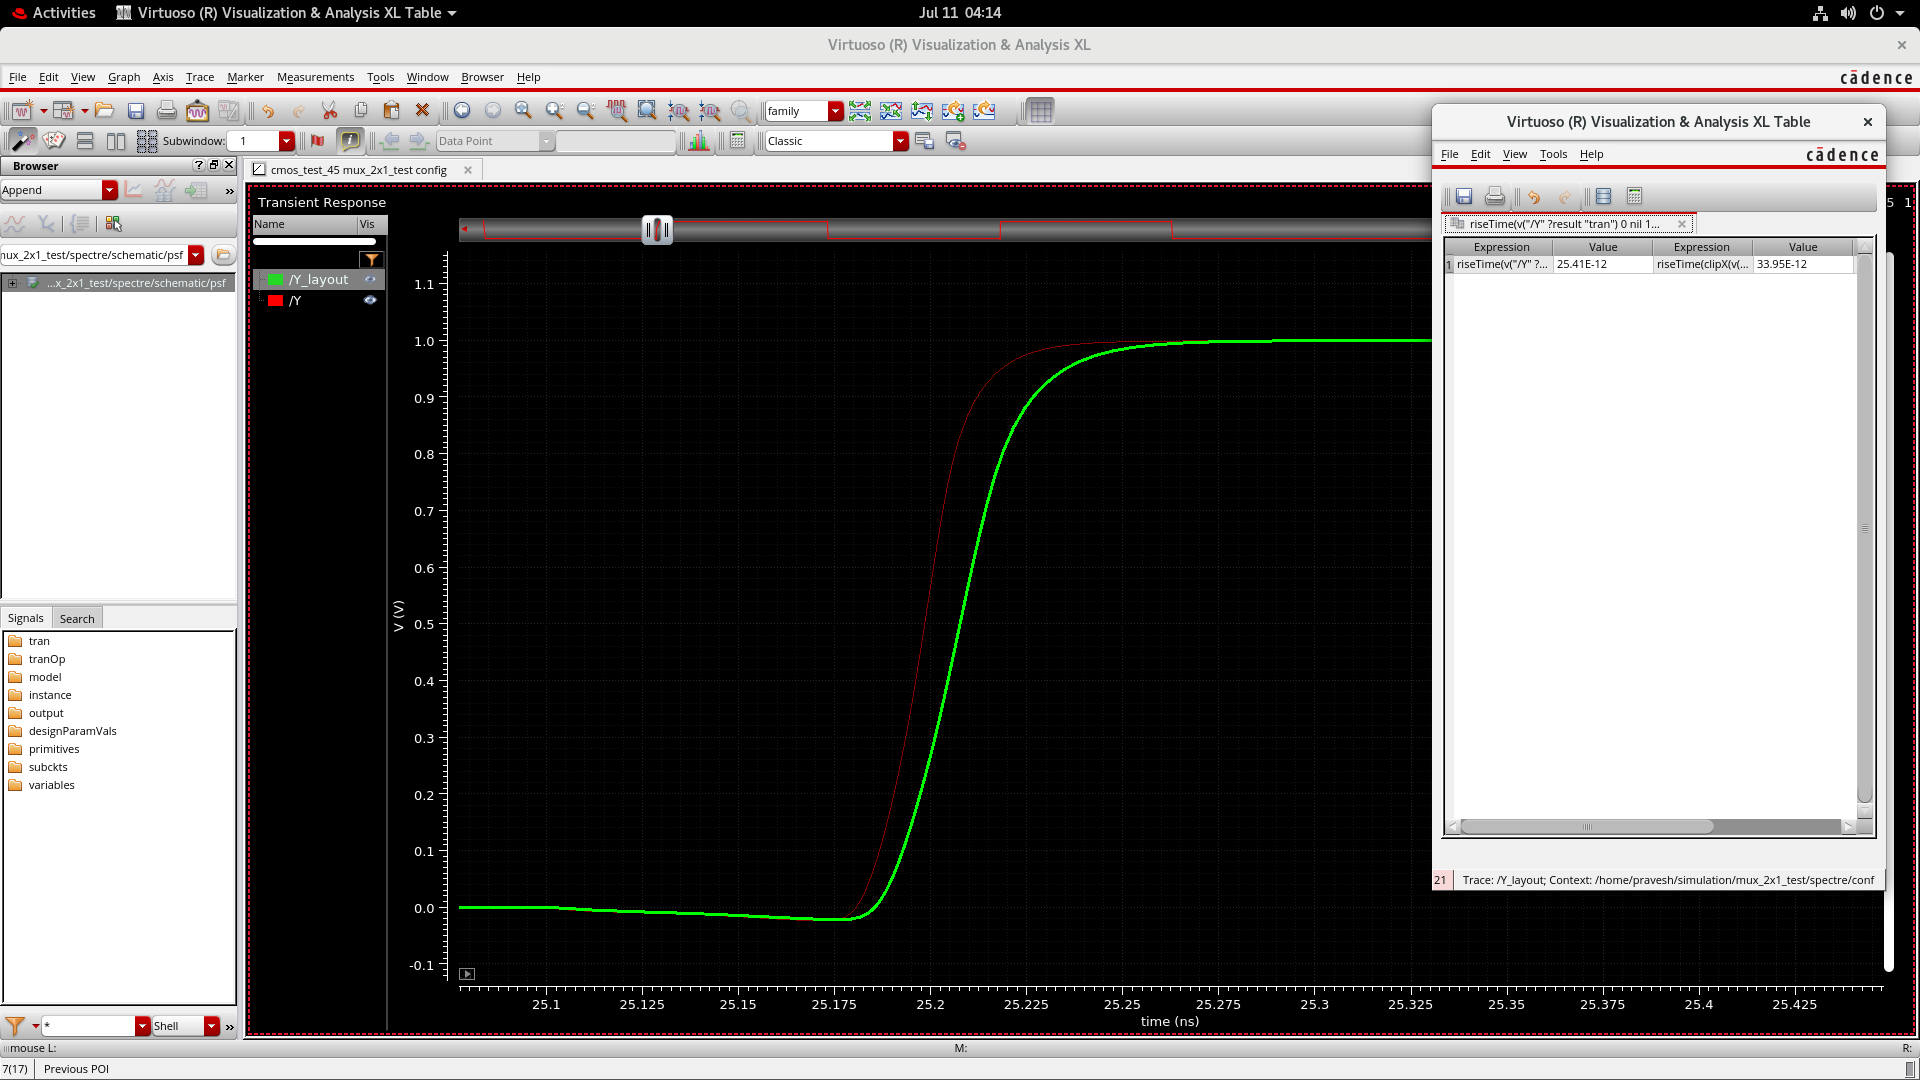 Activities
Virtuoso (R) Visualization & Analysis XL Table
Jul 11 04:14
Virtuoso (R) Visualization & Analysis XL
File Edit View Graph Axis Trace Marker Measurements Tools Window Browser Help
cādence
family
Subwindow: 1
Data Point
Classic
Browser
Append
nux_2x1_test/spectre/schematic/psf
...x_2x1_test/spectre/schematic/psf
Signals Search
tran
tranOp
model
instance
output
designParamVals
primitives
subckts
variables
* Shell
cmos_test_45 mux_2x1_test config
Transient Response
5 1
Name Vis
/Y_layout
/Y
V (V)
1.1
1.0
0.9
0.8
0.7
0.6
0.5
0.4
0.3
0.2
0.1
0.0
-0.1
25.1 25.125 25.15 25.175 25.2 25.225 25.25 25.275 25.3 25.325 25.35 25.375 25.4 25.425
time (ns)
Virtuoso (R) Visualization & Analysis XL Table
File Edit View Tools Help
cādence
riseTime(v("/Y" ?result "tran") 0 nil 1...
Expression Value Expression Value
1 riseTime(v("/Y" ?... 25.41E-12 riseTime(clipX(v(... 33.95E-12
21 Trace: /Y_layout; Context: /home/pravesh/simulation/mux_2x1_test/spectre/conf
mouse L: M: R:
7(17) Previous POI